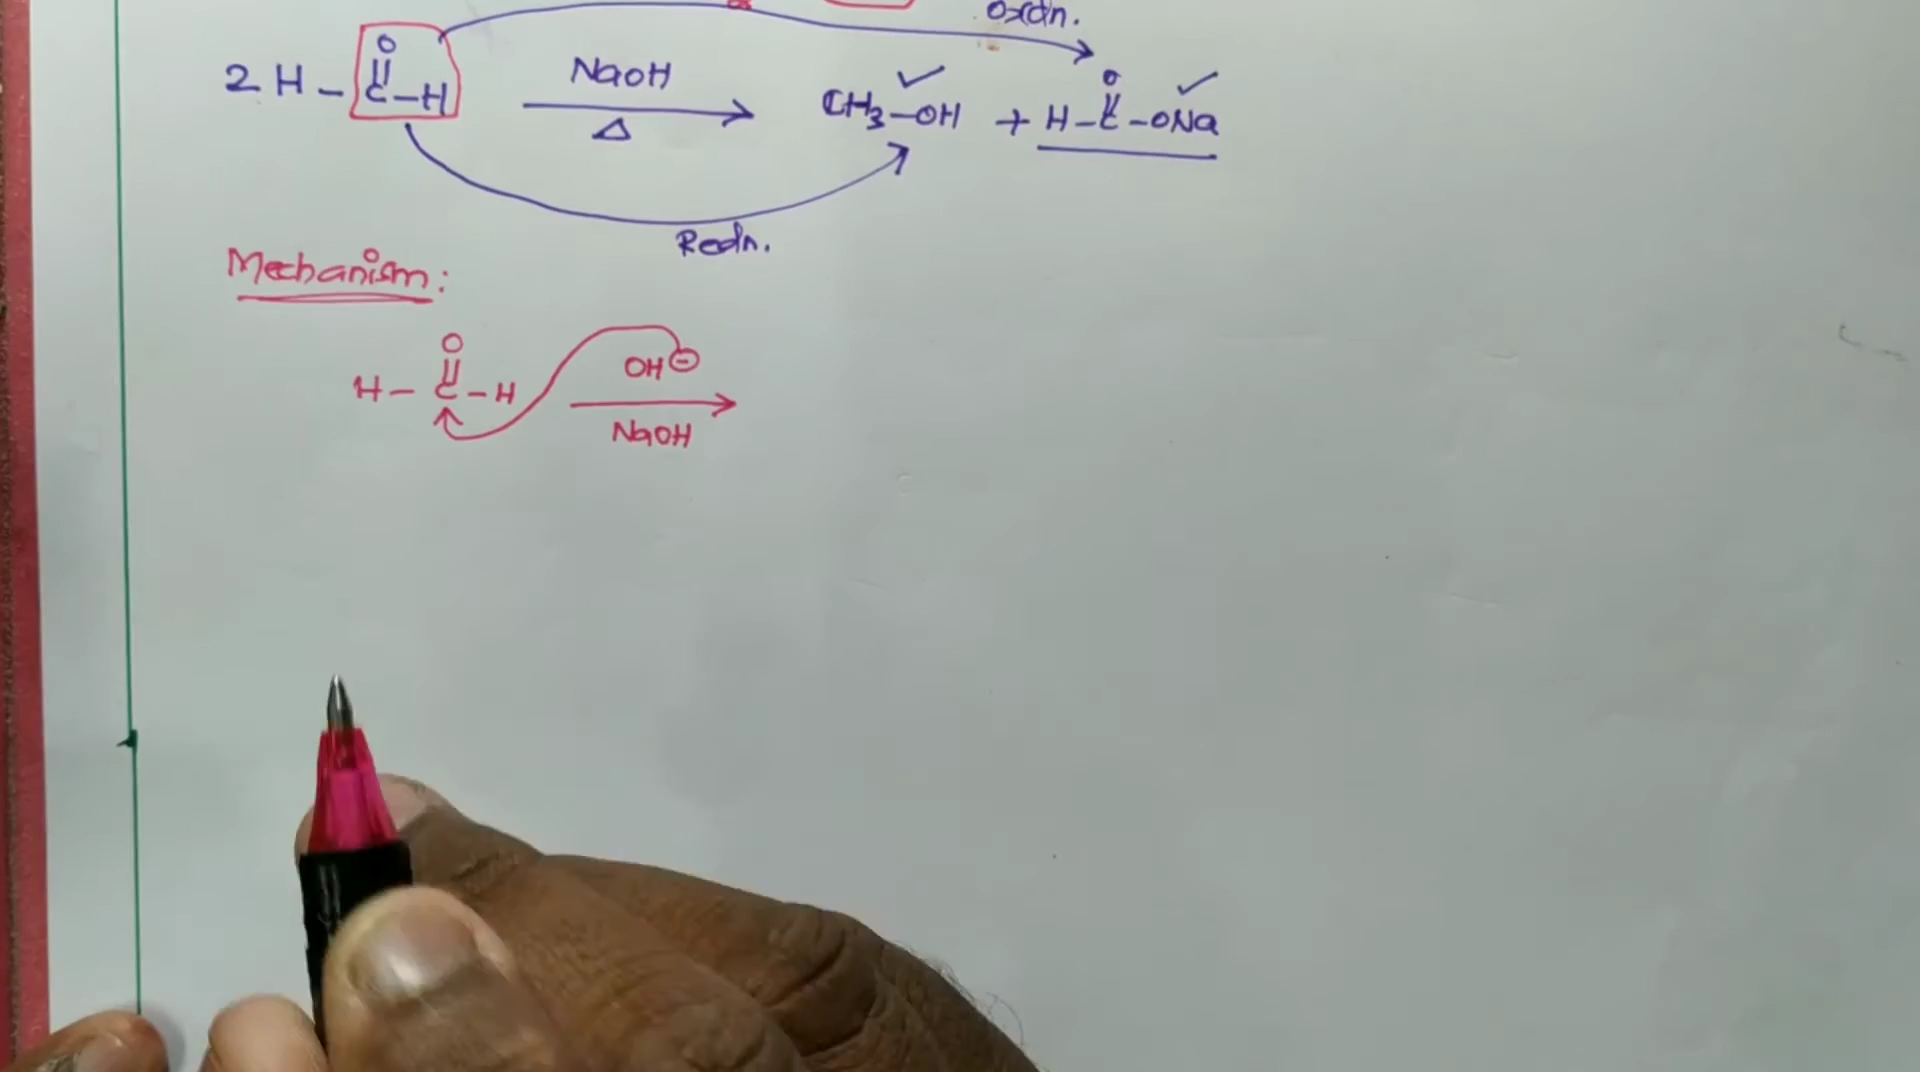 Oxdn.
2 H - C - H NaOH CH3-OH + H-C-ONa
O O
Δ
Redn.
Mechanism:
O
H - C - H OH⊖
NaOH